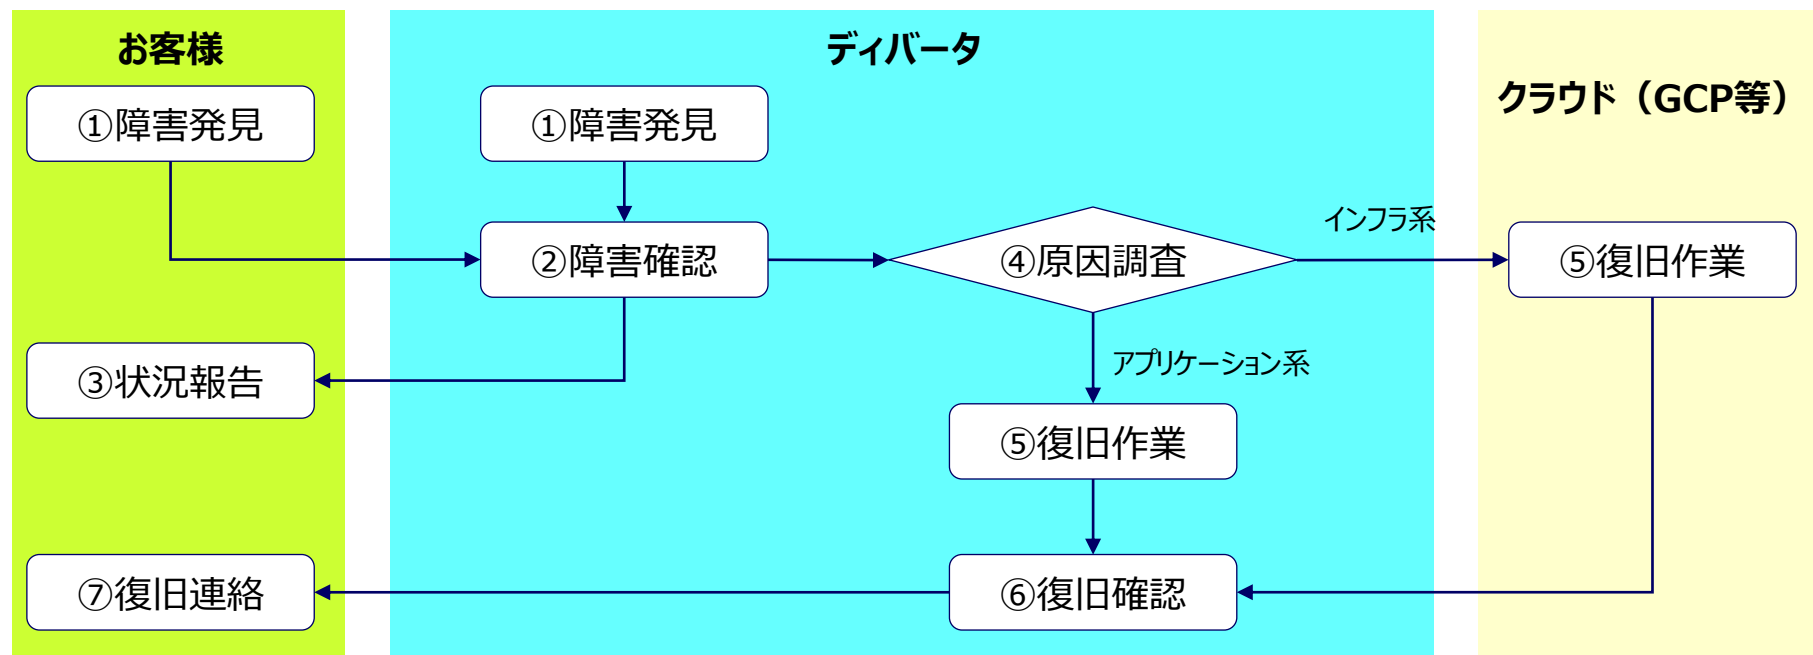 お客様
ディバータ
クラウド（GCP等）
①障害発見
①障害発見
②障害確認
④原因調査
インフラ系
⑤復旧作業
③状況報告
アプリケーション系
⑤復旧作業
⑦復旧連絡
⑥復旧確認